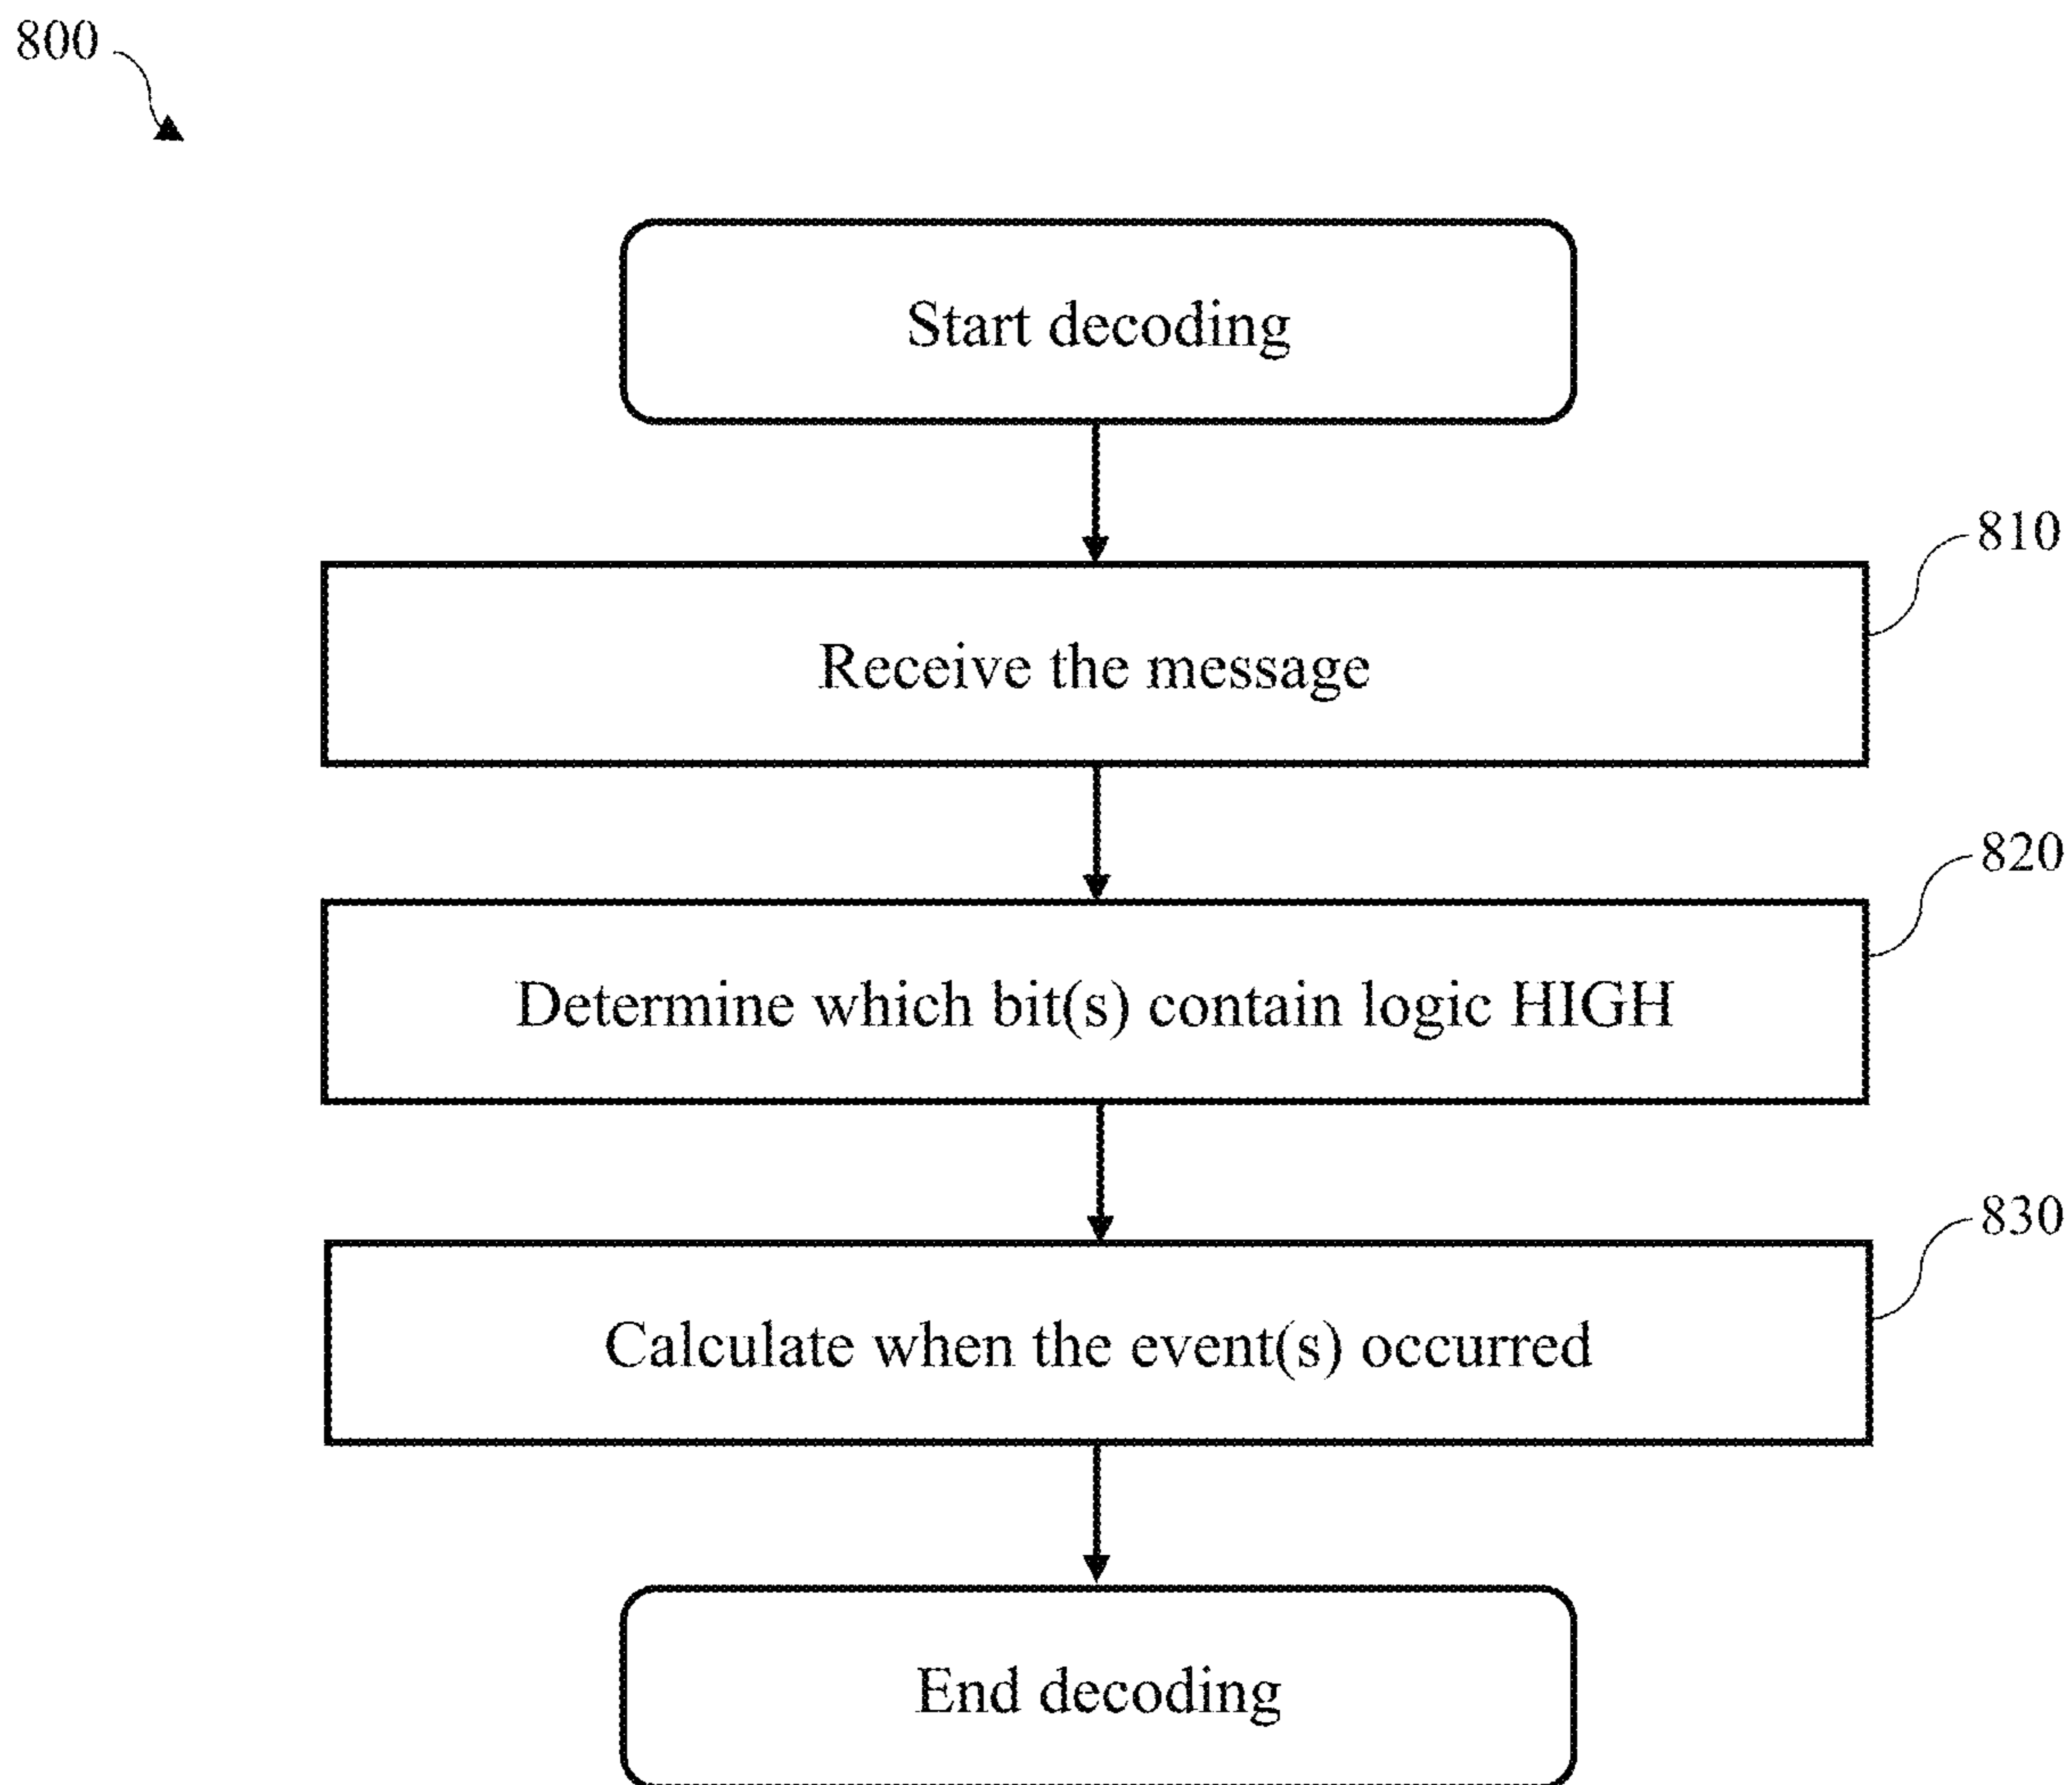 800
Start decoding
810
Receive the message
820
Determine which bit(s) contain logic HIGH
830
Calculate when the event(s) occurred
End decoding